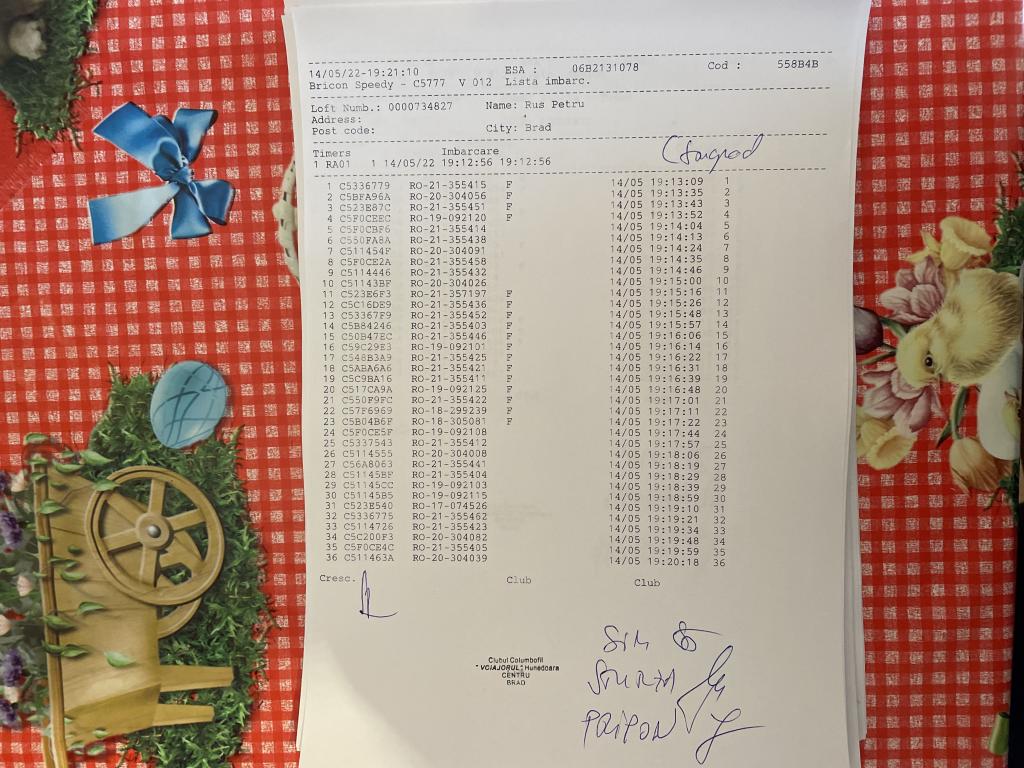 14/05/22-19:21:10 ESA : 06B2131078 Cod : 558B4B
Bricon Speedy - C5777 V 012 Lista imbarc.
Loft Numb.: 0000734827 Name: Rus Petru
Address:
Post code: City: Brad
Timers Imbarcare
1 RA01 1 14/05/22 19:12:56 19:12:56
1 C5336779 RO-21-355415 F 14/05 19:13:09 1
2 C5BFA96A RO-20-304056 F 14/05 19:13:35 2
3 C523E87C RO-21-355451 F 14/05 19:13:43 3
4 C5F0CEEC RO-19-092120 F 14/05 19:13:52 4
5 C5F0CBF6 RO-21-355414 14/05 19:14:04 5
6 C550FA8A RO-21-355438 14/05 19:14:13 6
7 C511454F RO-20-304091 14/05 19:14:24 7
8 C5F0CE2A RO-21-355458 14/05 19:14:35 8
9 C5114446 RO-21-355432 14/05 19:14:46 9
10 C51143BF RO-20-304026 14/05 19:15:00 10
11 C523E6F3 RO-21-357197 F 14/05 19:15:16 11
12 C5C16DE9 RO-21-355436 F 14/05 19:15:26 12
13 C53367F9 RO-21-355452 F 14/05 19:15:48 13
14 C5B84246 RO-21-355403 F 14/05 19:15:57 14
15 C50B47EC RO-21-355446 F 14/05 19:16:06 15
16 C59C29E3 RO-19-092101 F 14/05 19:16:14 16
17 C548B3A9 RO-21-355425 F 14/05 19:16:22 17
18 C5ABA6A6 RO-21-355421 F 14/05 19:16:31 18
19 C5C9BA16 RO-21-355411 F 14/05 19:16:39 19
20 C517CA9A RO-19-092125 F 14/05 19:16:48 20
21 C550F9FC RO-21-355422 F 14/05 19:17:01 21
22 C57F6969 RO-18-299239 F 14/05 19:17:11 22
23 C5B04B6F RO-18-305081 F 14/05 19:17:22 23
24 C5F0CE5F RO-19-092108 14/05 19:17:44 24
25 C5337543 RO-21-355412 14/05 19:17:57 25
26 C5114555 RO-20-304008 14/05 19:18:06 26
27 C56A8063 RO-21-355441 14/05 19:18:19 27
28 C51145BF RO-21-355404 14/05 19:18:29 28
29 C51145CC RO-19-092103 14/05 19:18:39 29
30 C51145B5 RO-19-092115 14/05 19:18:59 30
31 C523E540 RO-17-074526 14/05 19:19:10 31
32 C5336775 RO-21-355462 14/05 19:19:21 32
33 C5114726 RO-21-355423 14/05 19:19:34 33
34 C5C200F3 RO-20-304082 14/05 19:19:48 34
35 C5F0CE4C RO-21-355405 14/05 19:19:59 35
36 C511463A RO-20-304039 14/05 19:20:18 36
Cresc. Club Club
Clubul Columbofil
"VOIAJORUL" Hunedoara
CENTRU
BRAD